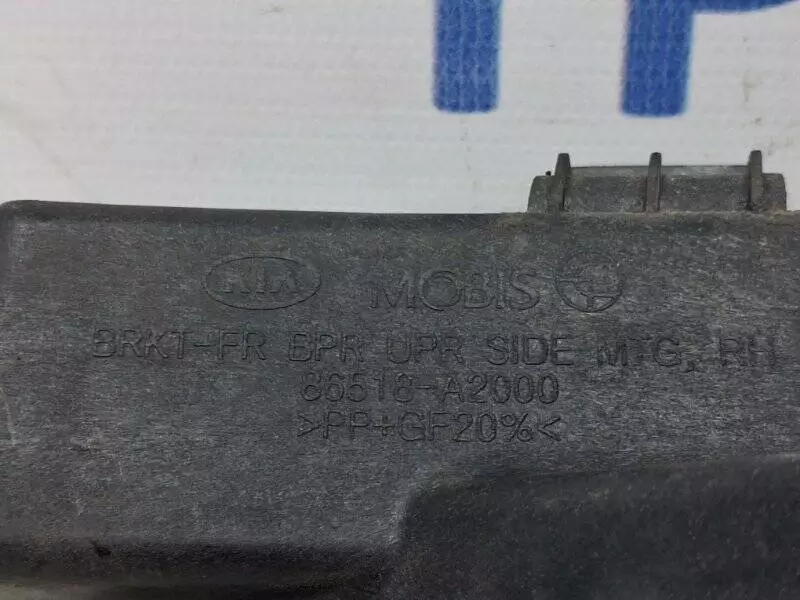 KIA MOBIS
BRKT-FR BPR UPR SIDE MTG, RH
86518-A2000
>PP+GF20%<